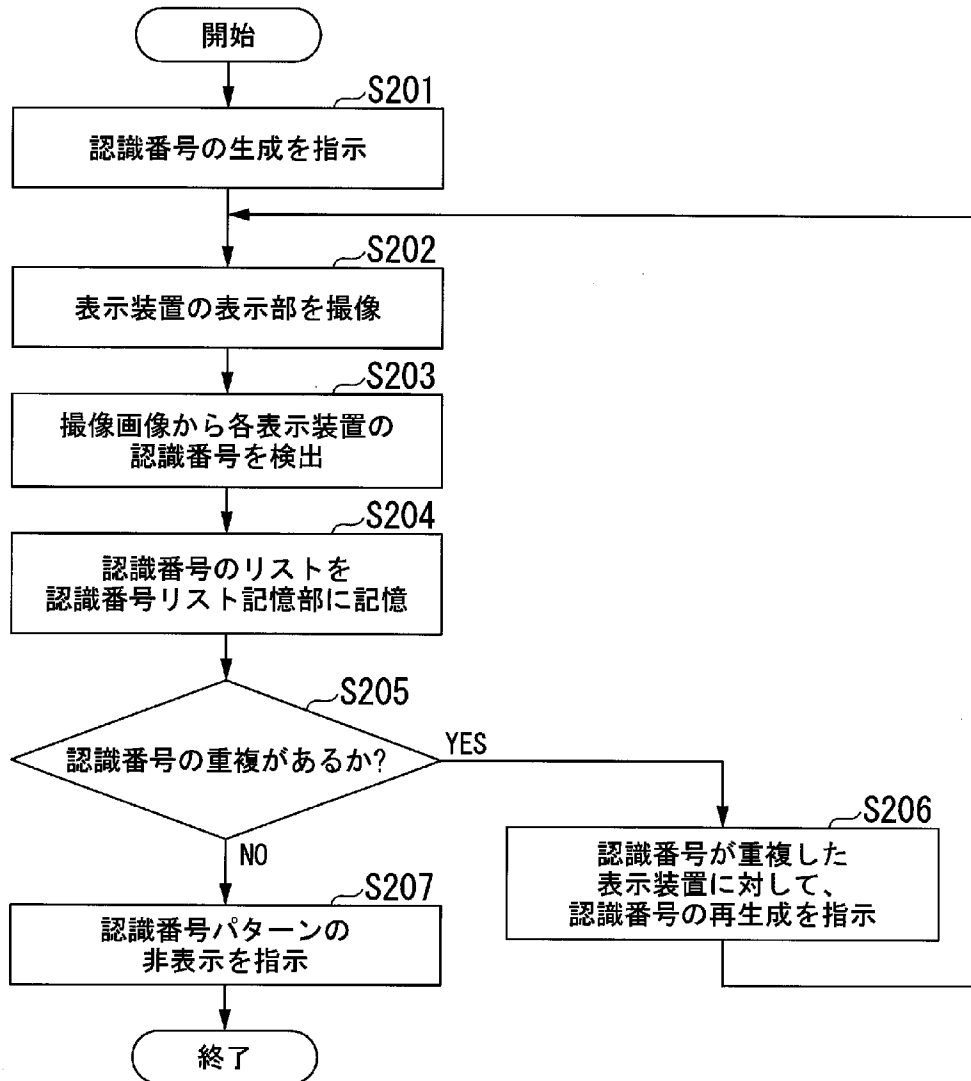 開始
S201
認識番号の生成を指示
S202
表示装置の表示部を撮像
S203
撮像画像から各表示装置の
認識番号を検出
S204
認識番号のリストを
認識番号リスト記憶部に記憶
S205
認識番号の重複があるか?
YES
S206
認識番号が重複した
表示装置に対して、
認識番号の再生成を指示
NO
S207
認識番号パターンの
非表示を指示
終了